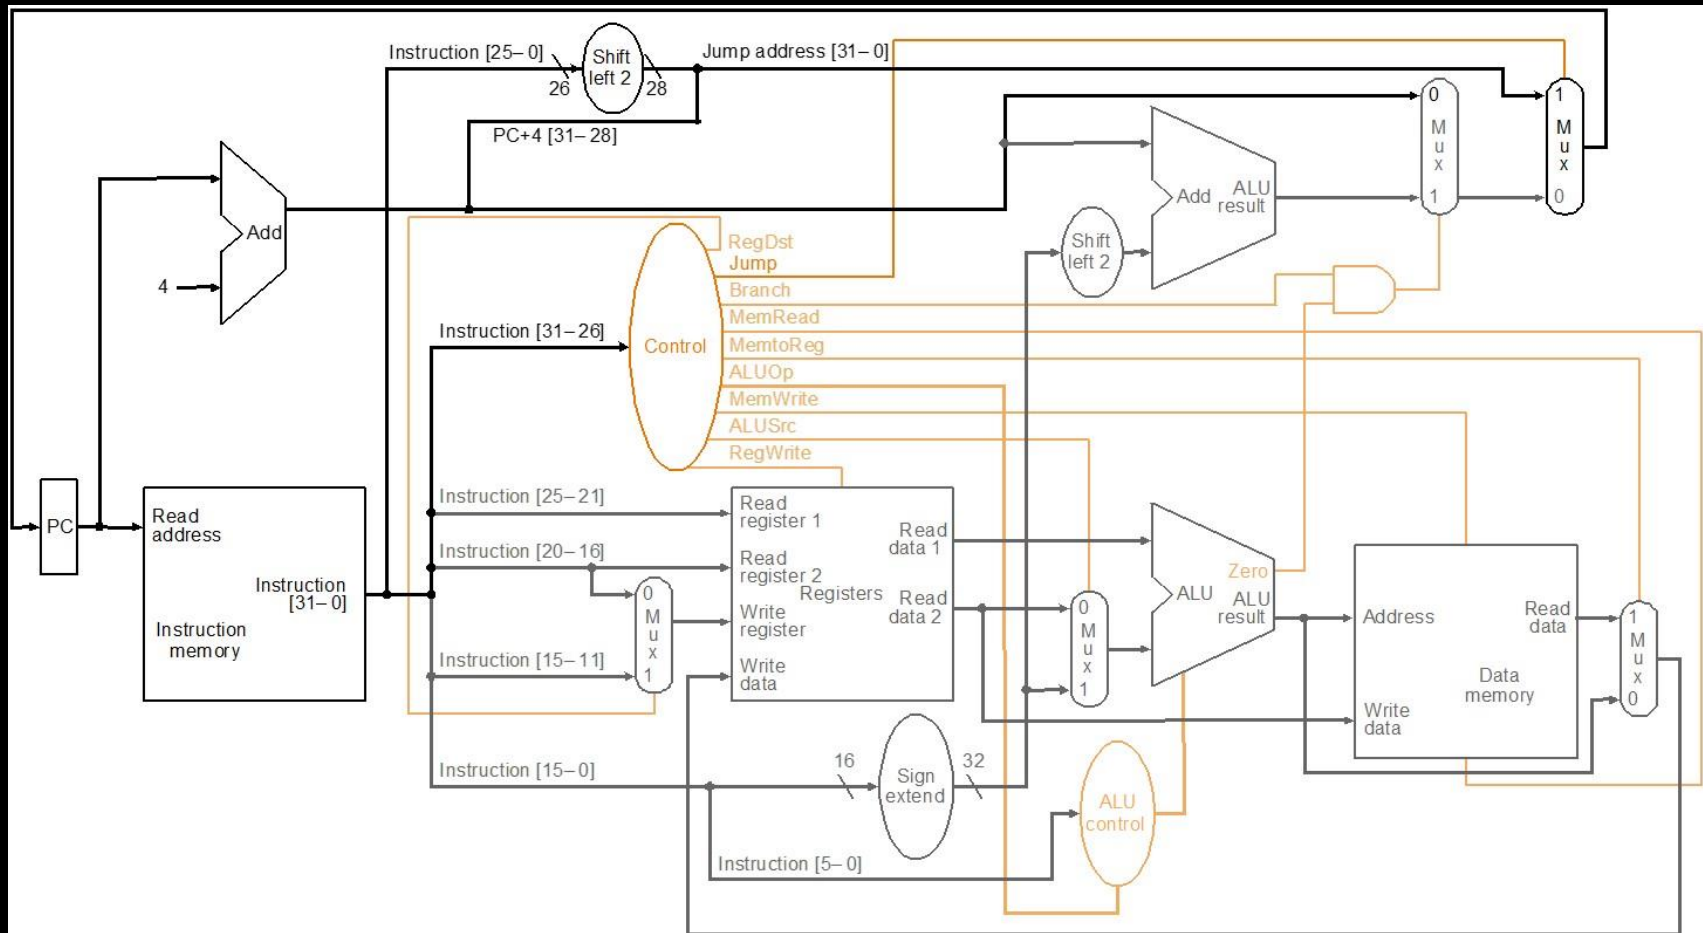 Instruction [25–0]
Shift
left 2
Jump address [31–0]
26
28
PC+4 [31–28]
Add
4
0
M
u
x
1
1
M
u
x
0
Add
ALU
result
Shift
left 2
RegDst
Jump
Branch
MemRead
MemtoReg
ALUOp
MemWrite
ALUSrc
RegWrite
Instruction [31–26]
Control
PC
Read
address
Instruction
[31–0]
Instruction
memory
Instruction [25–21]
Instruction [20–16]
Instruction [15–11]
0
M
u
x
1
Read
register 1
Read
register 2
Write
register
Write
data
Registers
Read
data 1
Read
data 2
0
M
u
x
1
Zero
ALU
ALU
result
Address
Read
data
Data
memory
Write
data
1
M
u
x
0
Instruction [15–0]
16
Sign
extend
32
ALU
control
Instruction [5–0]